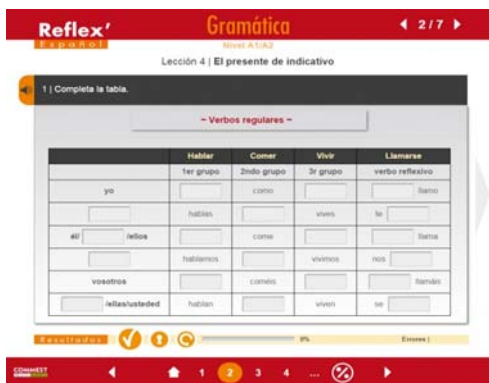 Reflex'
Español
Gramática
Nivel A1/A2
2/7
Lección 4 | El presente de indicativo
1 | Completa la tabla.
~ Verbos regulares ~
Hablar Comer Vivir Llamarse
1er grupo 2ndo grupo 3r grupo verbo reflexivo
yo como llamo
hablas vives te
él/ /ellos come llama
hablamos vivimos nos
vosotros coméis llamáis
/ellas/usteded hablan viven se
Resultados 0% Errores |
COMMEST
1 2 3 4 ... %